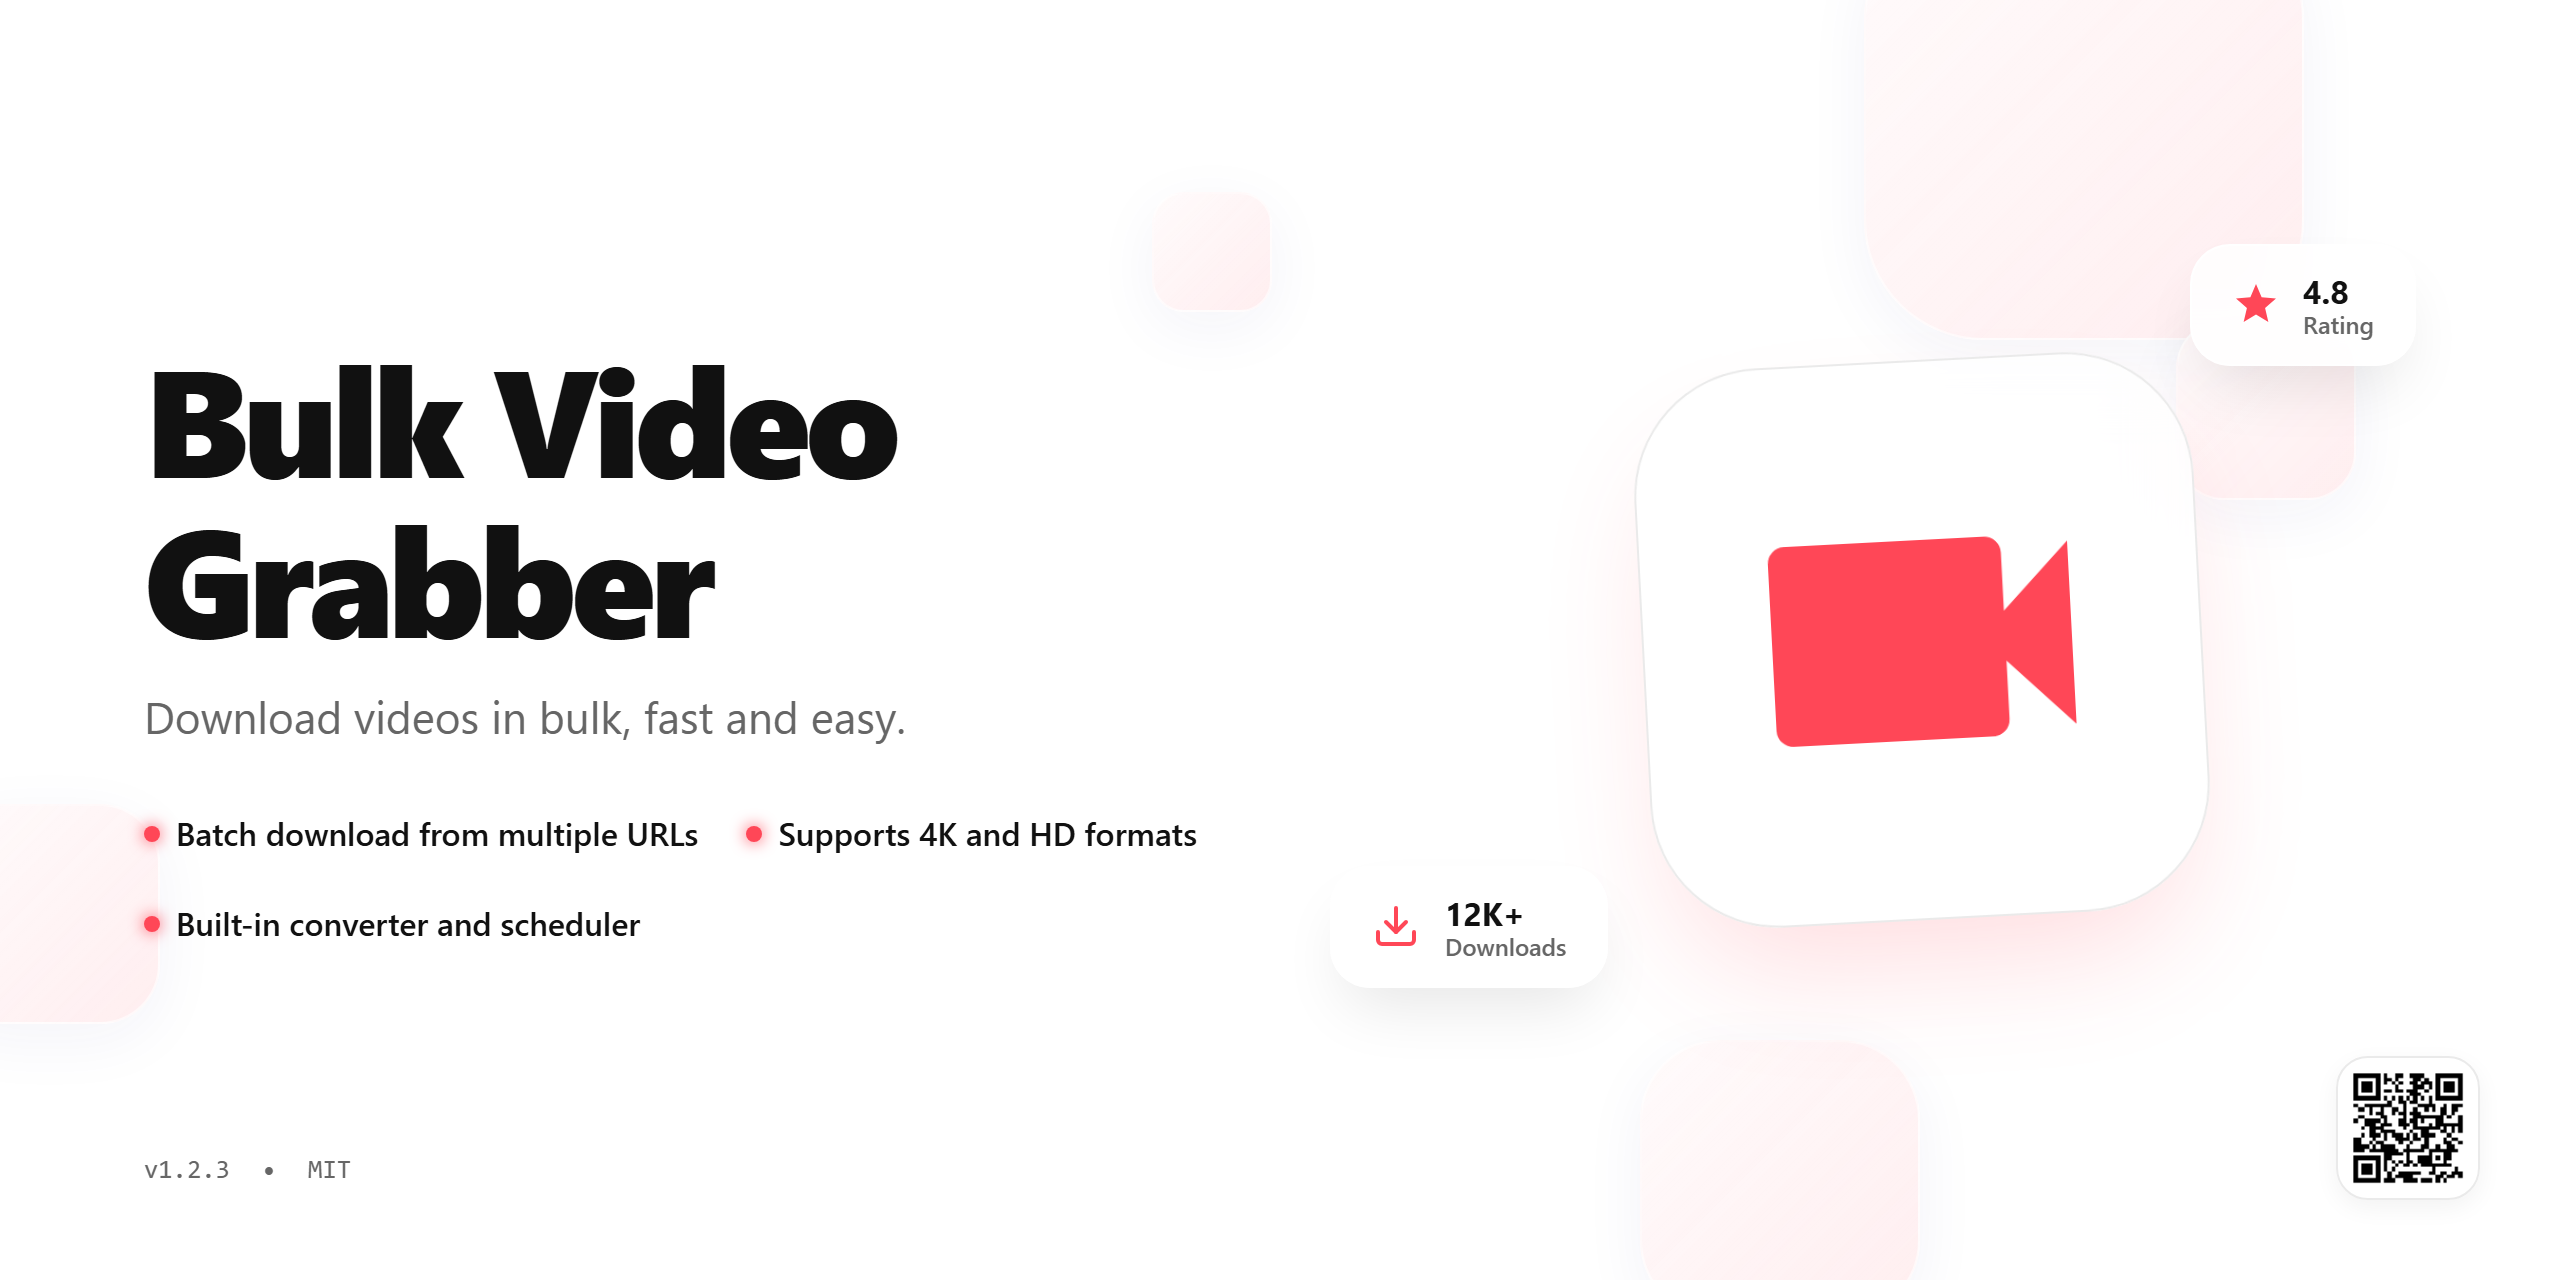 Bulk Video
Grabber
Download videos in bulk, fast and easy.
Batch download from multiple URLs
Supports 4K and HD formats
Built-in converter and scheduler
4.8
Rating
12K+
Downloads
v1.2.3 • MIT